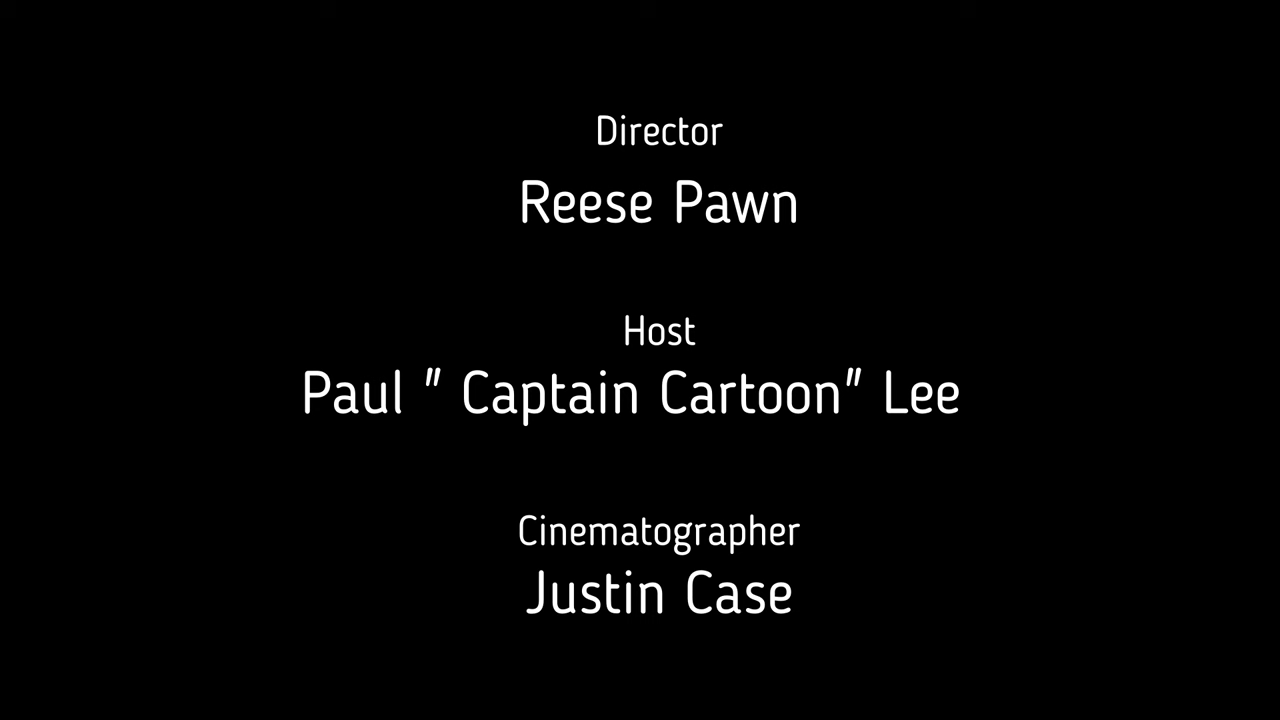 Director
Reese Pawn
Host
Paul " Captain Cartoon" Lee
Cinematographer
Justin Case